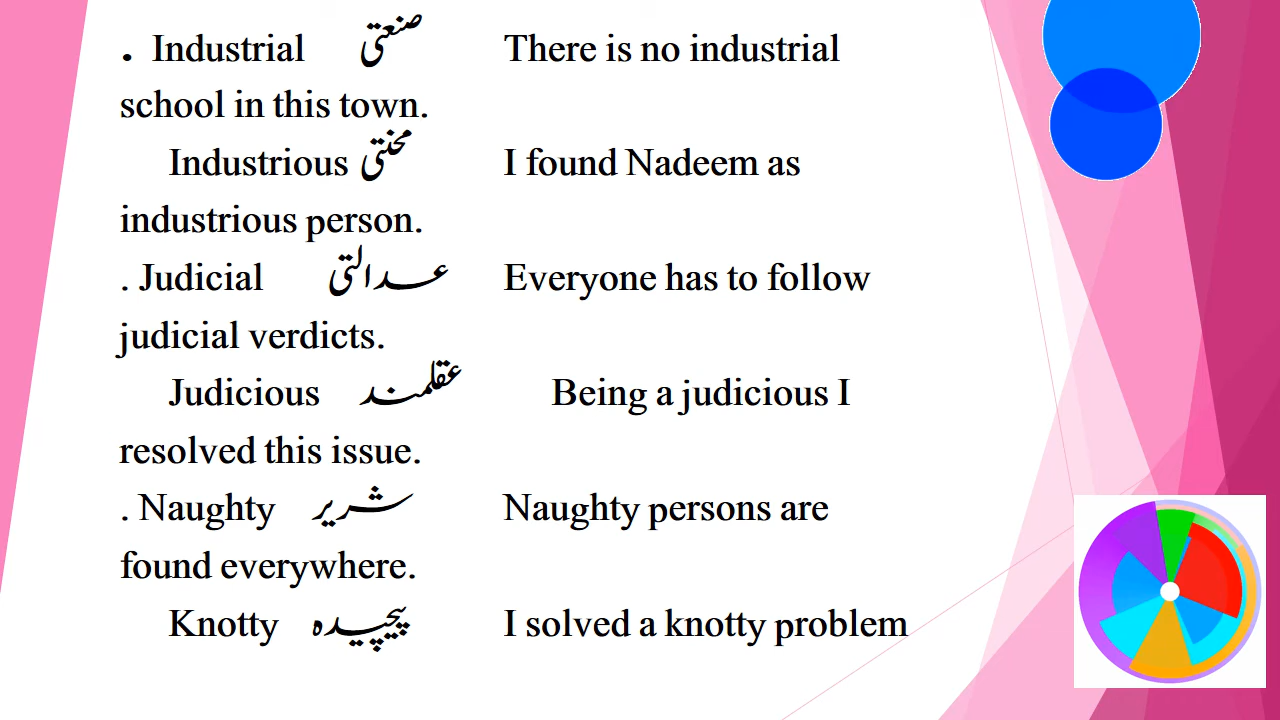 . Industrial صنعتی There is no industrial
school in this town.
Industrious محنتی I found Nadeem as
industrious person.
. Judicial عدالتی Everyone has to follow
judicial verdicts.
Judicious عقلمند Being a judicious I
resolved this issue.
. Naughty شریر Naughty persons are
found everywhere.
Knotty پیچیدہ I solved a knotty problem